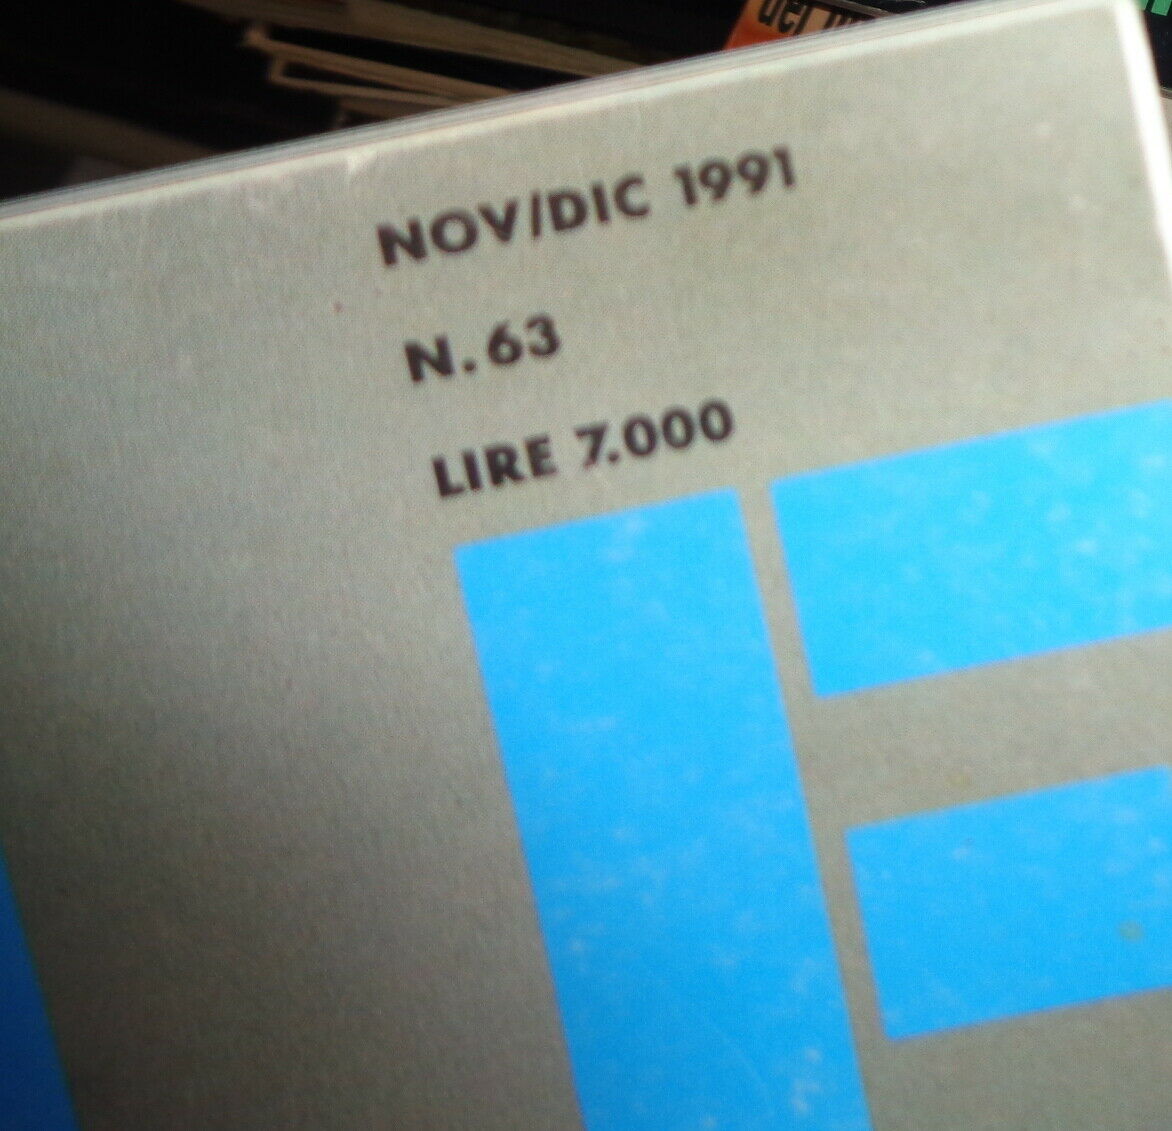 NOV/DIC 1991
N. 63
LIRE 7.000